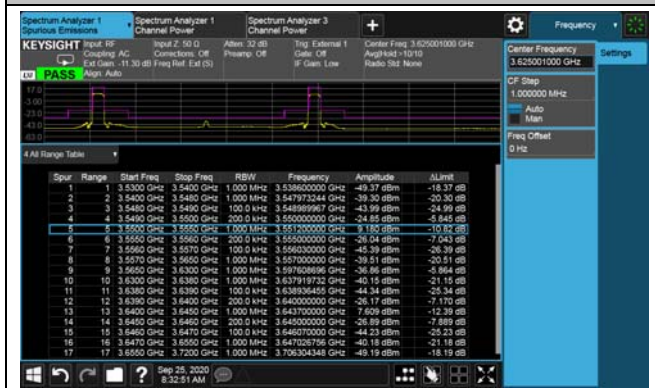 Spectrum Analyzer 1
Spurious Emissions
Spectrum Analyzer 1
Channel Power
Spectrum Analyzer 3
Channel Power
+
Frequency
KEYSIGHT Input: RF Input Z: 50 Ω Atten: 32 dB Trig: External 1 Center Freq: 3.625001000 GHz
Coupling: AC Corrections: Off Preamp: Off Gate: Off Avg|Hold:>10/10
Ext Gain: -11.30 dB Freq Ref: Ext (S) IF Gain: Low Radio Std: None
Align: Auto
LU PASS
Center Frequency
3.625001000 GHz
Settings
CF Step
1.000000 MHz
Auto
Man
Freq Offset
0 Hz
17.0
-3.00
-23.0
-43.0
-63.0
4 All Range Table
Spur Range Start Freq Stop Freq RBW Frequency Amplitude ΔLimit
1 1 3.5300 GHz 3.5400 GHz 1.000 MHz 3.538600000 GHz -49.37 dBm -18.37 dB
2 2 3.5400 GHz 3.5480 GHz 1.000 MHz 3.547973244 GHz -39.30 dBm -20.30 dB
3 3 3.5480 GHz 3.5490 GHz 100.0 kHz 3.548989967 GHz -43.99 dBm -24.99 dB
4 4 3.5490 GHz 3.5500 GHz 200.0 kHz 3.550000000 GHz -24.85 dBm -5.845 dB
5 5 3.5500 GHz 3.5550 GHz 1.000 MHz 3.551200000 GHz 9.180 dBm -10.82 dB
6 6 3.5550 GHz 3.5560 GHz 200.0 kHz 3.555000000 GHz -26.04 dBm -7.043 dB
7 7 3.5560 GHz 3.5570 GHz 100.0 kHz 3.556030000 GHz -45.39 dBm -26.39 dB
8 8 3.5570 GHz 3.5650 GHz 1.000 MHz 3.557000000 GHz -39.51 dBm -20.51 dB
9 9 3.5650 GHz 3.6300 GHz 1.000 MHz 3.597608696 GHz -36.86 dBm -5.864 dB
10 10 3.6300 GHz 3.6380 GHz 1.000 MHz 3.637919732 GHz -40.15 dBm -21.15 dB
11 11 3.6380 GHz 3.6390 GHz 100.0 kHz 3.638936455 GHz -44.34 dBm -25.34 dB
12 12 3.6390 GHz 3.6400 GHz 200.0 kHz 3.640000000 GHz -26.17 dBm -7.170 dB
13 13 3.6400 GHz 3.6450 GHz 1.000 MHz 3.643700000 GHz 7.609 dBm -12.39 dB
14 14 3.6450 GHz 3.6460 GHz 200.0 kHz 3.645000000 GHz -26.89 dBm -7.889 dB
15 15 3.6460 GHz 3.6470 GHz 100.0 kHz 3.646070000 GHz -44.23 dBm -25.23 dB
16 16 3.6470 GHz 3.6550 GHz 1.000 MHz 3.647026756 GHz -40.18 dBm -21.18 dB
17 17 3.6550 GHz 3.7200 GHz 1.000 MHz 3.706304348 GHz -49.19 dBm -18.19 dB
?
Sep 25, 2020
8:32:51 AM